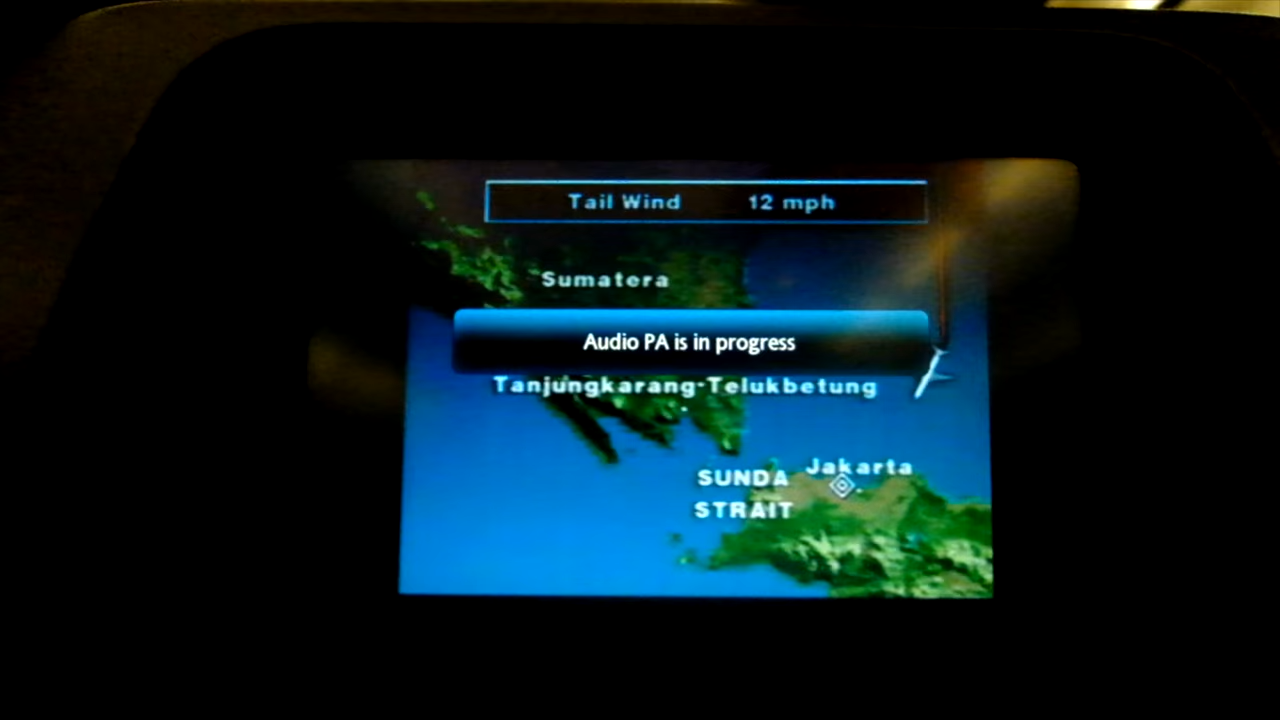 Tail Wind 12 mph
Sumatera
Audio PA is in progress
Tanjungkarang-Telukbetung
Jakarta
SUNDA
STRAIT